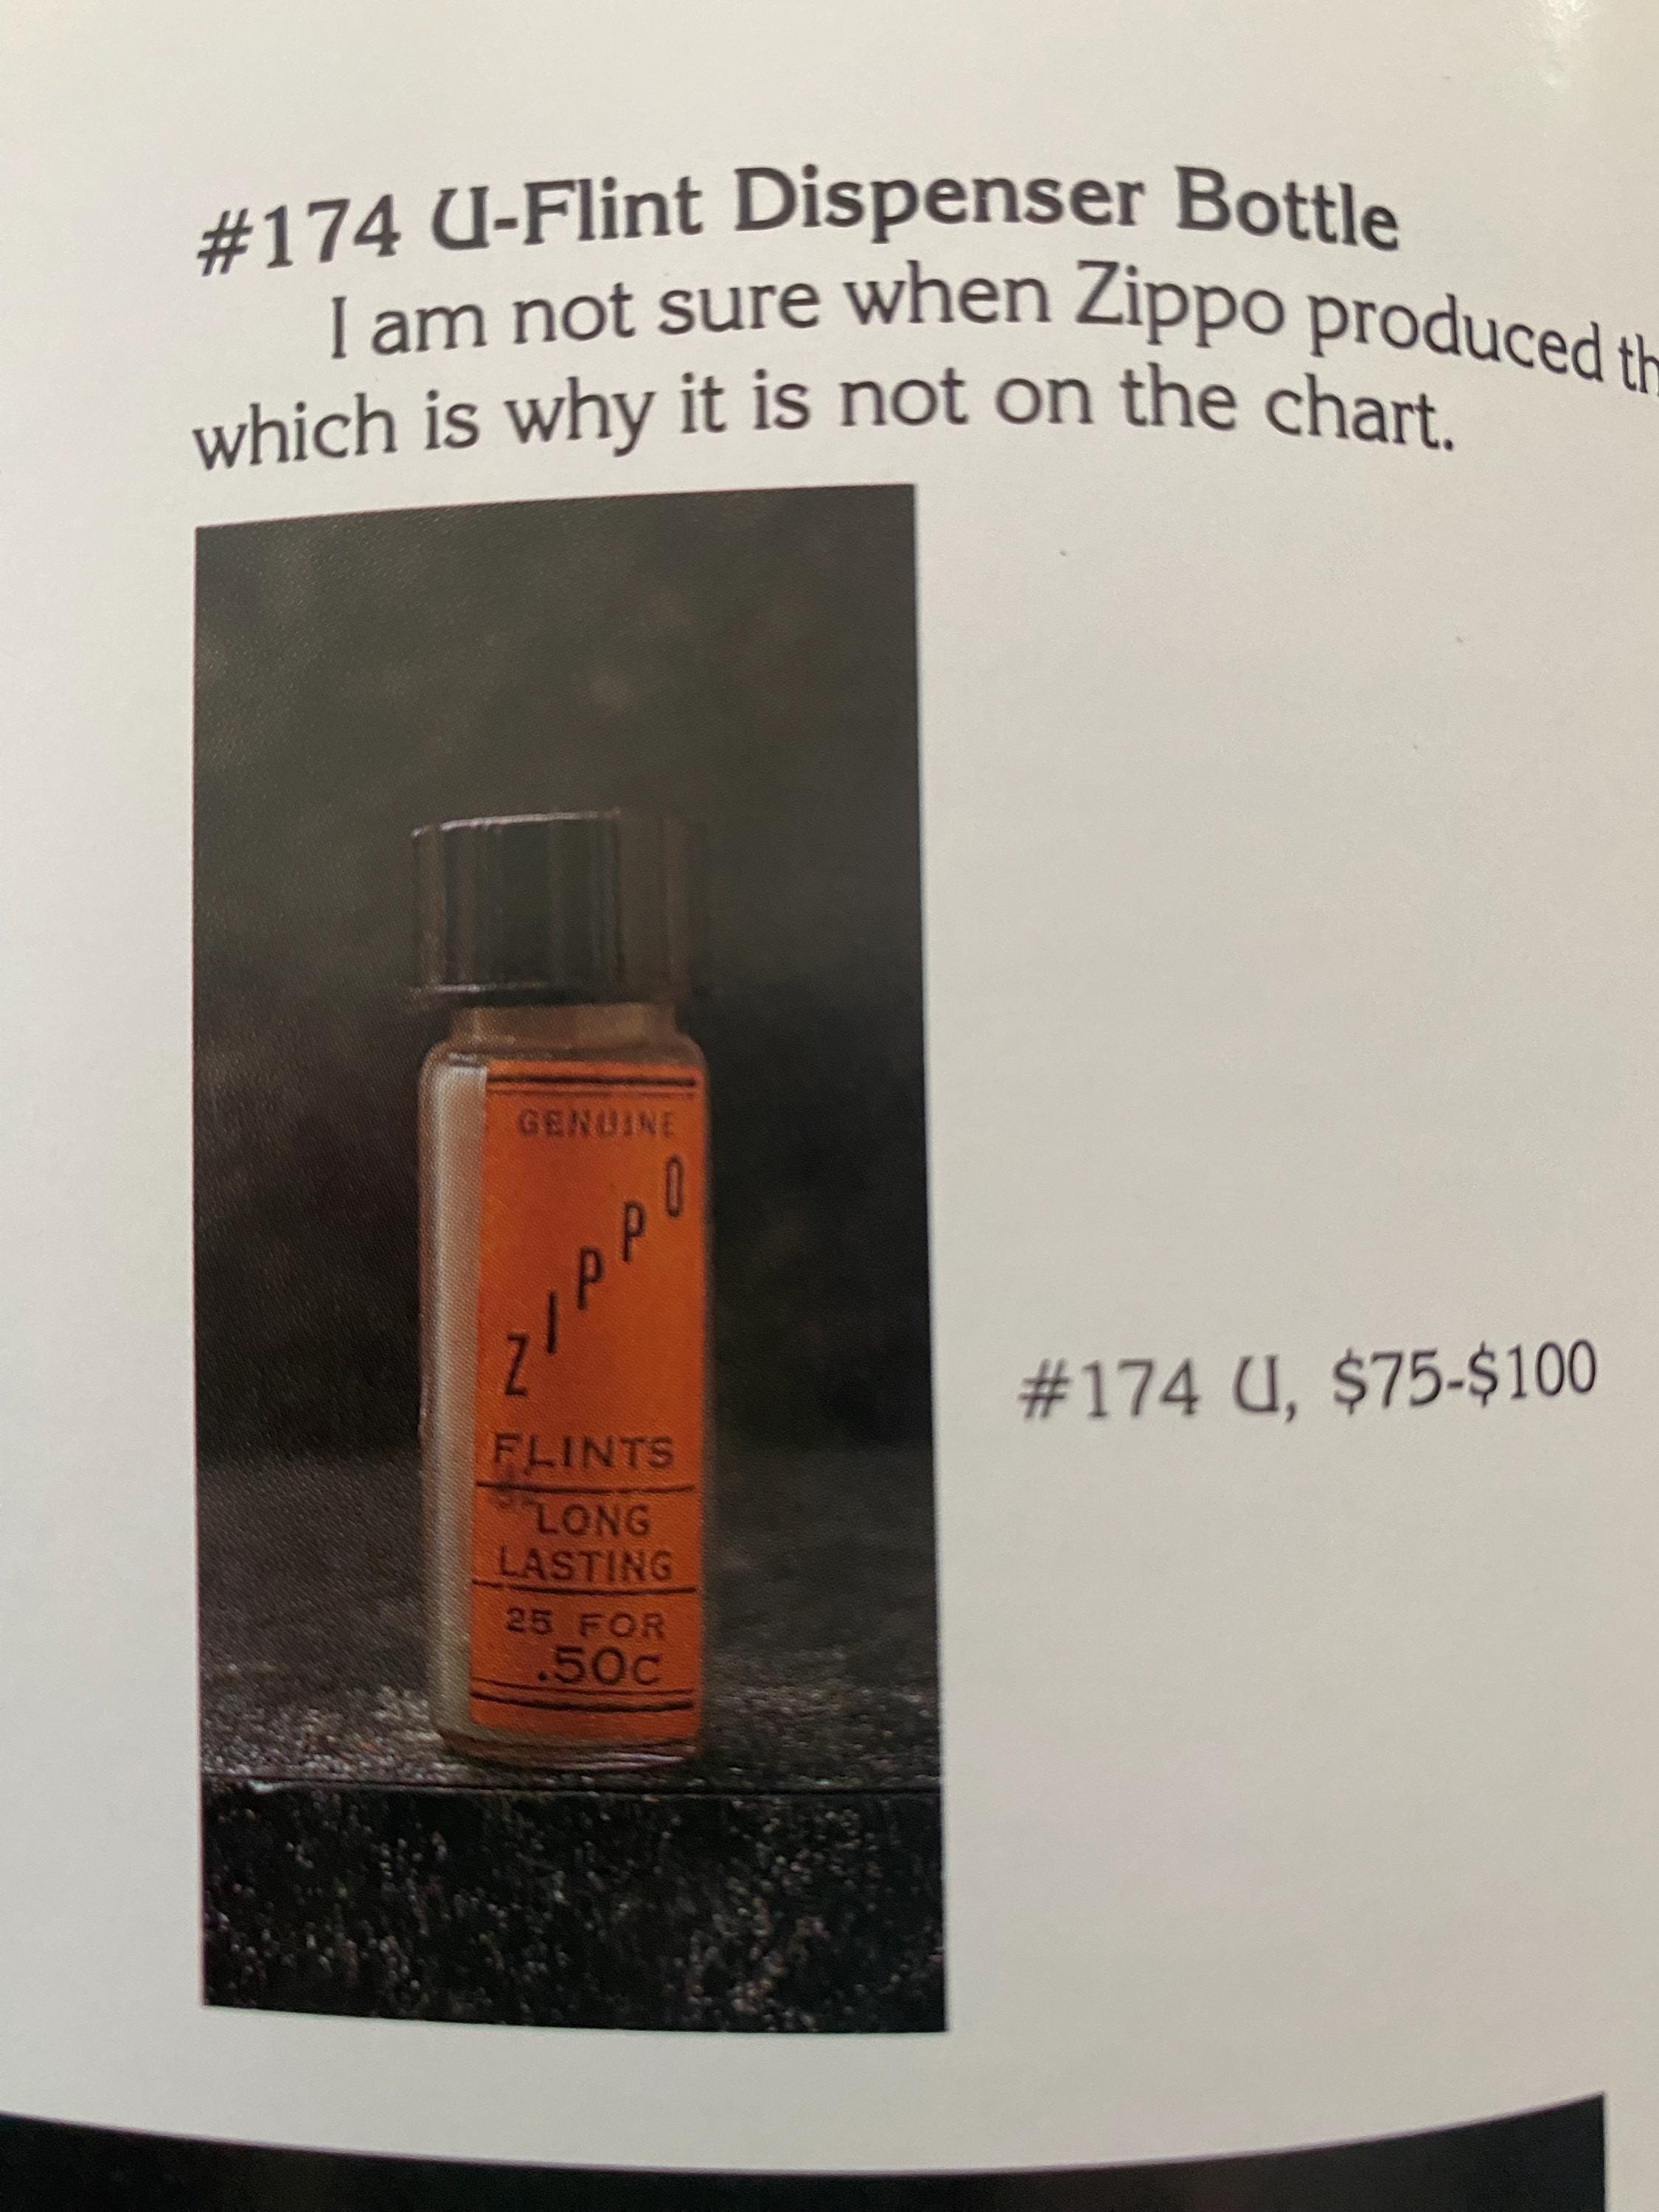 #174 U-Flint Dispenser Bottle
I am not sure when Zippo produced
which is why it is not on the chart.
GENUINE
ZIPPO
FLINTS
LONG
LASTING
25 FOR
.50c
#174 U, $75-$100